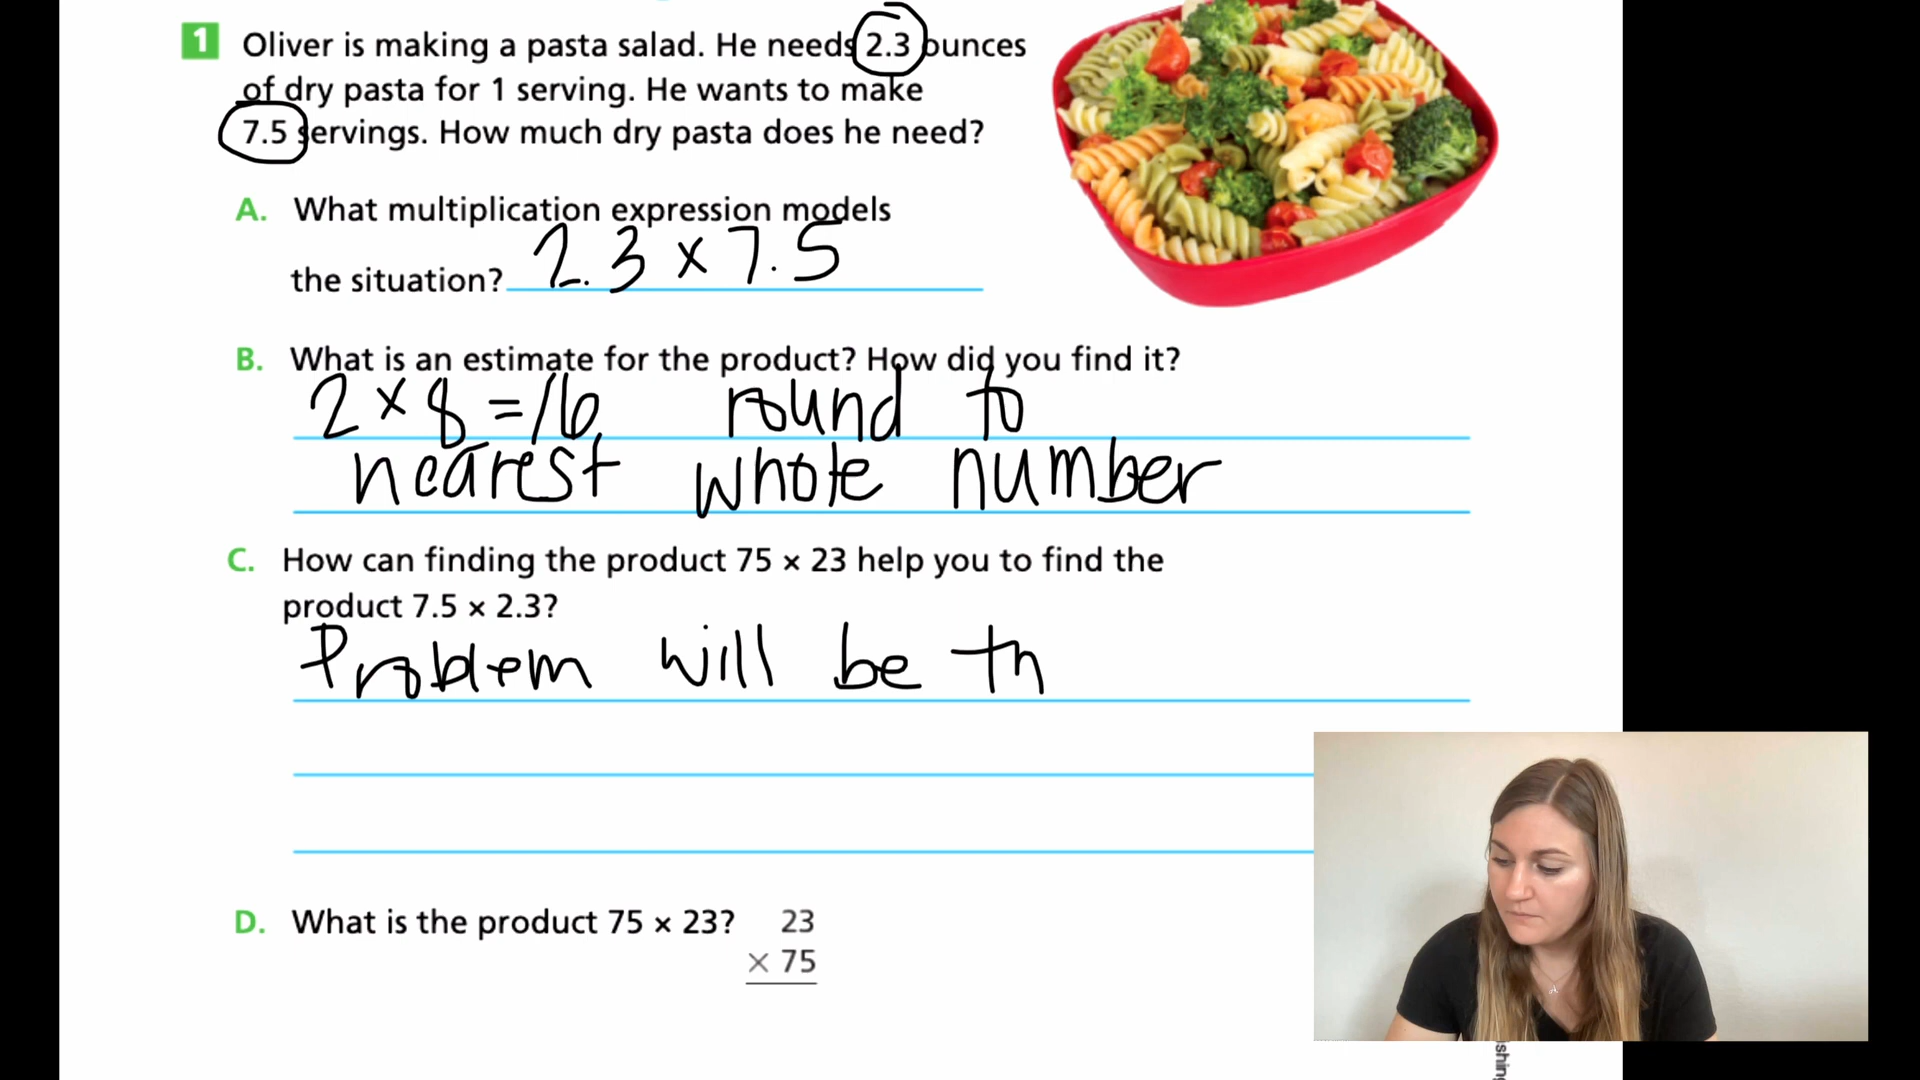 1 Oliver is making a pasta salad. He needs 2.3 ounces
of dry pasta for 1 serving. He wants to make
7.5 servings. How much dry pasta does he need?
A. What multiplication expression models
the situation? 2.3 × 7.5
B. What is an estimate for the product? How did you find it?
2 × 8 = 16 round to
nearest whole number
C. How can finding the product 75 × 23 help you to find the
product 7.5 × 2.3?
Problem will be th
D. What is the product 75 × 23? 23
× 75
shing